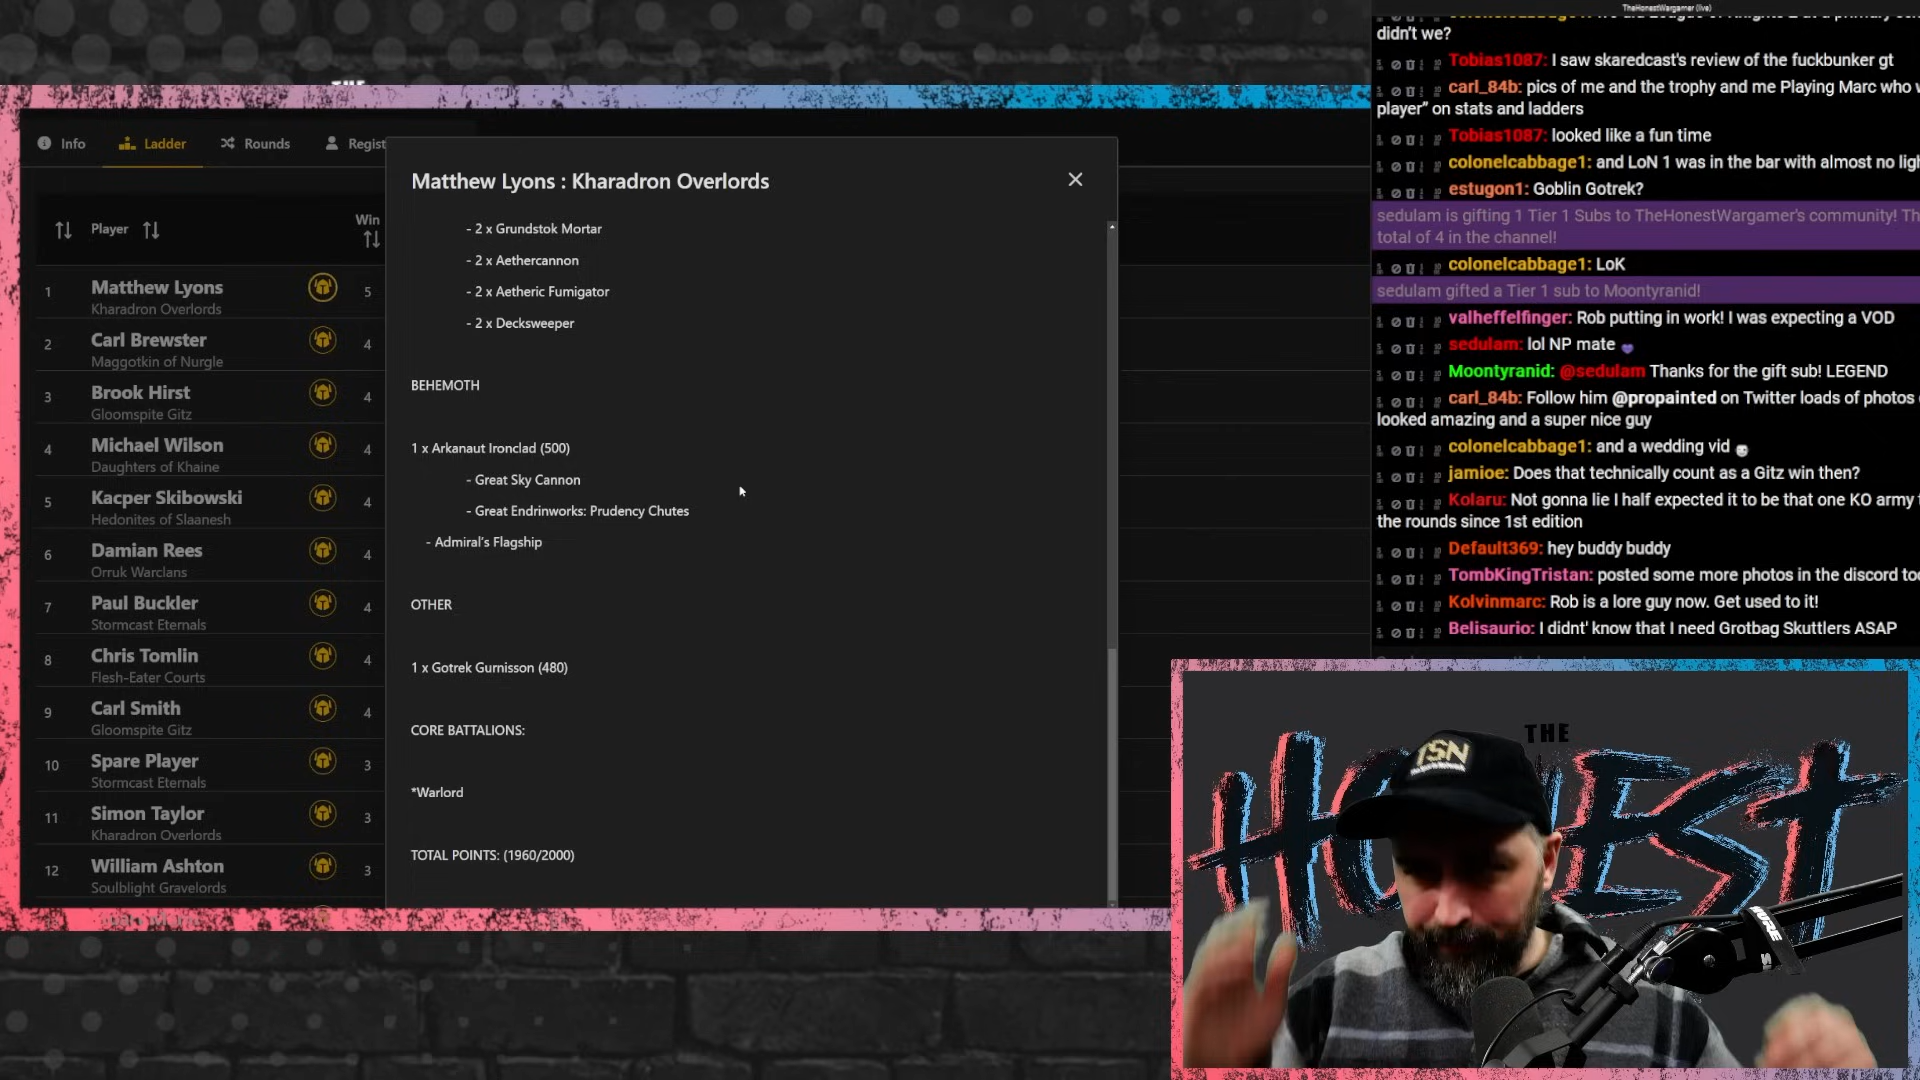 TheHonestWargamer (live)
didn't we?
Tobias1087: I saw skaredcast's review of the fuckbunker gt
carl_84b: pics of me and the trophy and me Playing Marc who
player” on stats and ladders
Tobias1087: looked like a fun time
colonelcabbage1: and LoN 1 was in the bar with almost no
estugon1: Goblin Gotrek?
sedulam is gifting 1 Tier 1 Subs to TheHonestWargamer's community!
total of 4 in the channel!
colonelcabbage1: LoK
sedulam gifted a Tier 1 sub to Moontyranid!
valheffelfinger: Rob putting in work! I was expecting a VOD
sedulam: lol NP mate
Moontyranid: @sedulam Thanks for the gift sub! LEGEND
carl_84b: Follow him @propainted on Twitter loads of photos
looked amazing and a super nice guy
colonelcabbage1: and a wedding vid
jamioe: Does that technically count as a Gitz win then?
Kolaru: Not gonna lie I half expected it to be that one KO army
the rounds since 1st edition
Default369: hey buddy buddy
TombKingTristan: posted some more photos in the discord
Kolvinmarc: Rob is a lore guy now. Get used to it!
Belisaurio: I didnt' know that I need Grotbag Skuttlers ASAP
THE
Info
Ladder
Rounds
Regist
Player
Win
1 Matthew Lyons 5
Kharadron Overlords
2 Carl Brewster 4
Maggotkin of Nurgle
3 Brook Hirst 4
Gloomspite Gitz
4 Michael Wilson 4
Daughters of Khaine
5 Kacper Skibowski 4
Hedonites of Slaanesh
6 Damian Rees 4
Orruk Warclans
7 Paul Buckler 4
Stormcast Eternals
8 Chris Tomlin 4
Flesh-Eater Courts
9 Carl Smith 4
Gloomspite Gitz
10 Spare Player 3
Stormcast Eternals
11 Simon Taylor 3
Kharadron Overlords
12 William Ashton 3
Soulblight Gravelords
Matthew Lyons : Kharadron Overlords
- 2 x Grundstok Mortar
- 2 x Aethercannon
- 2 x Aetheric Fumigator
- 2 x Decksweeper
BEHEMOTH
1 x Arkanaut Ironclad (500)
- Great Sky Cannon
- Great Endrinworks: Prudency Chutes
- Admiral's Flagship
OTHER
1 x Gotrek Gurnisson (480)
CORE BATTALIONS:
*Warlord
TOTAL POINTS: (1960/2000)
THE
HONEST
TSN
SHURE